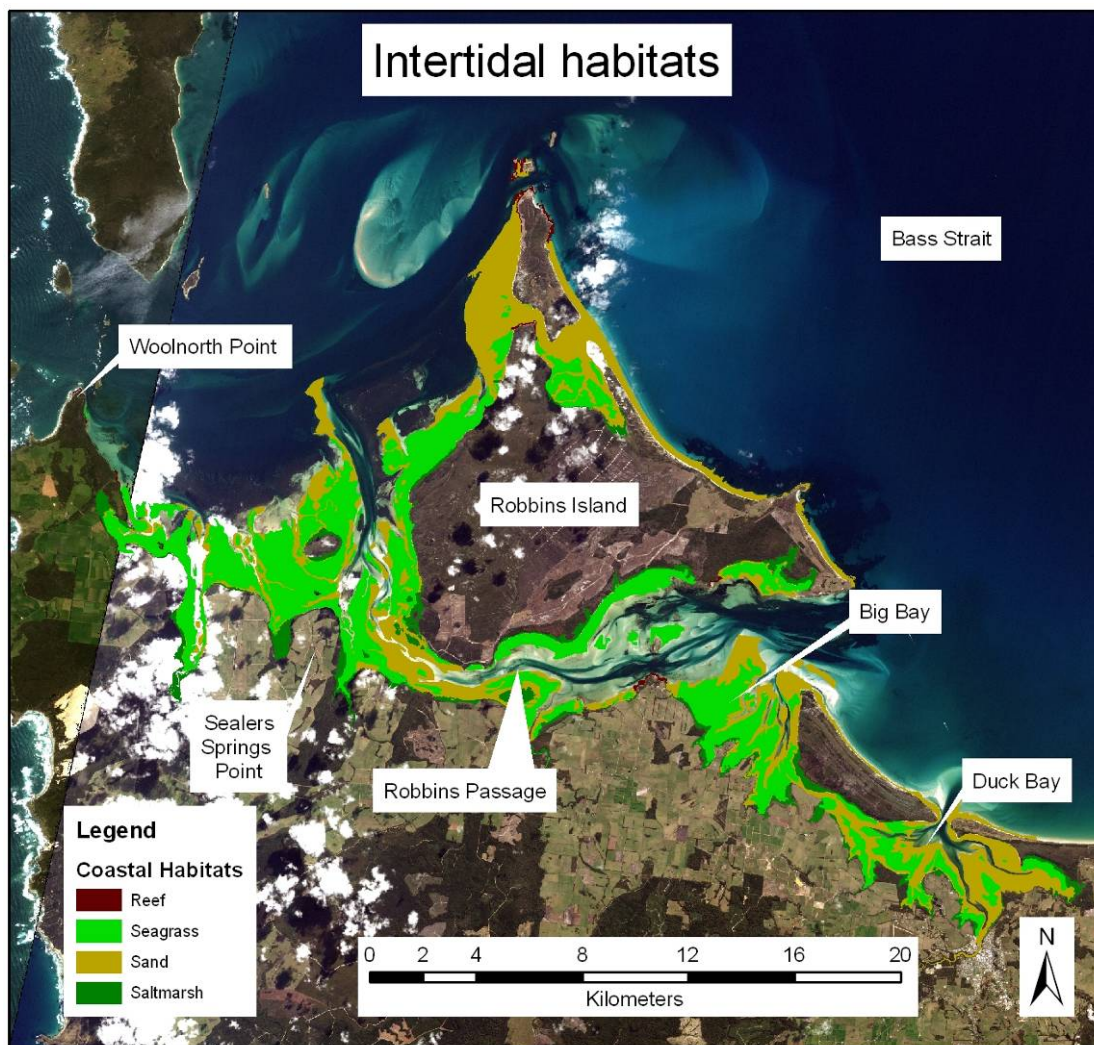 Intertidal habitats
Bass Strait
Woolnorth Point
Robbins Island
Big Bay
Sealers
Springs
Point
Robbins Passage
Duck Bay
Legend
Coastal Habitats
Reef
Seagrass
Sand
Saltmarsh
0 2 4 8 12 16 20
Kilometers
N